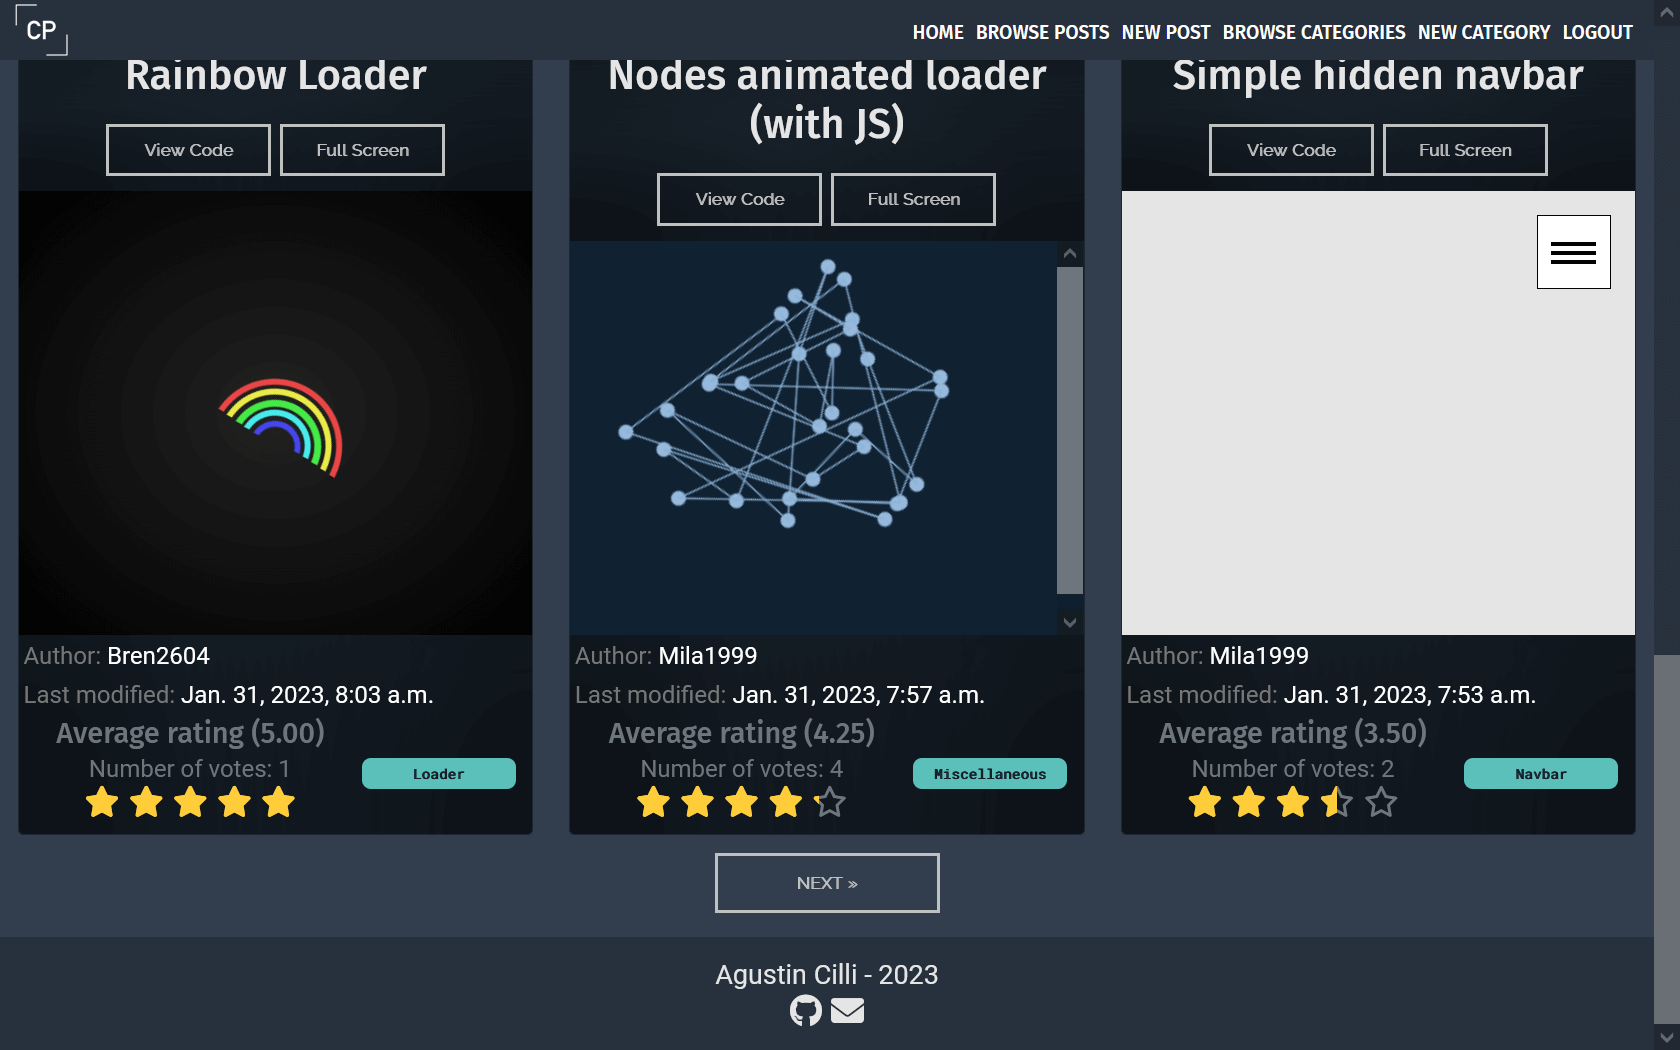 CP
HOME BROWSE POSTS NEW POST BROWSE CATEGORIES NEW CATEGORY LOGOUT
Rainbow Loader
View Code Full Screen
Author: Bren2604
Last modified: Jan. 31, 2023, 8:03 a.m.
Average rating (5.00)
Number of votes: 1
Loader
Nodes animated loader
(with JS)
View Code Full Screen
Author: Mila1999
Last modified: Jan. 31, 2023, 7:57 a.m.
Average rating (4.25)
Number of votes: 4
Miscellaneous
Simple hidden navbar
View Code Full Screen
Author: Mila1999
Last modified: Jan. 31, 2023, 7:53 a.m.
Average rating (3.50)
Number of votes: 2
Navbar
NEXT »
Agustin Cilli - 2023